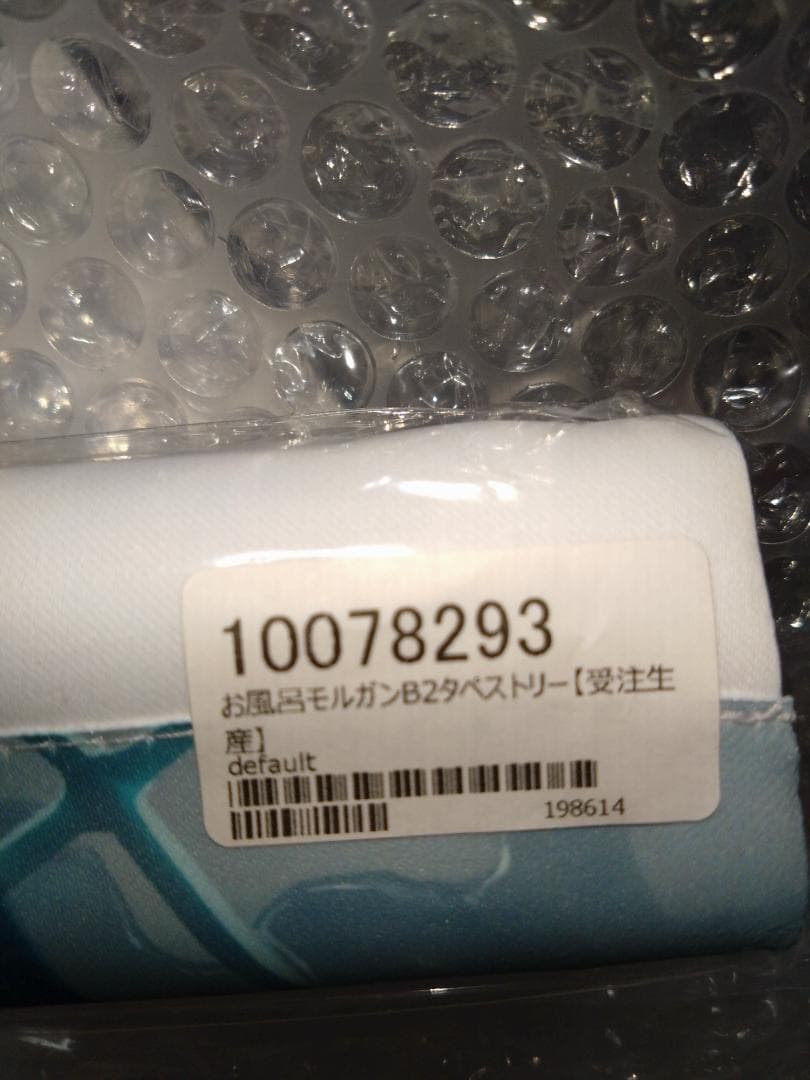 10078293
お風呂モルガンB2タペストリー【受注生
産】
default
198614